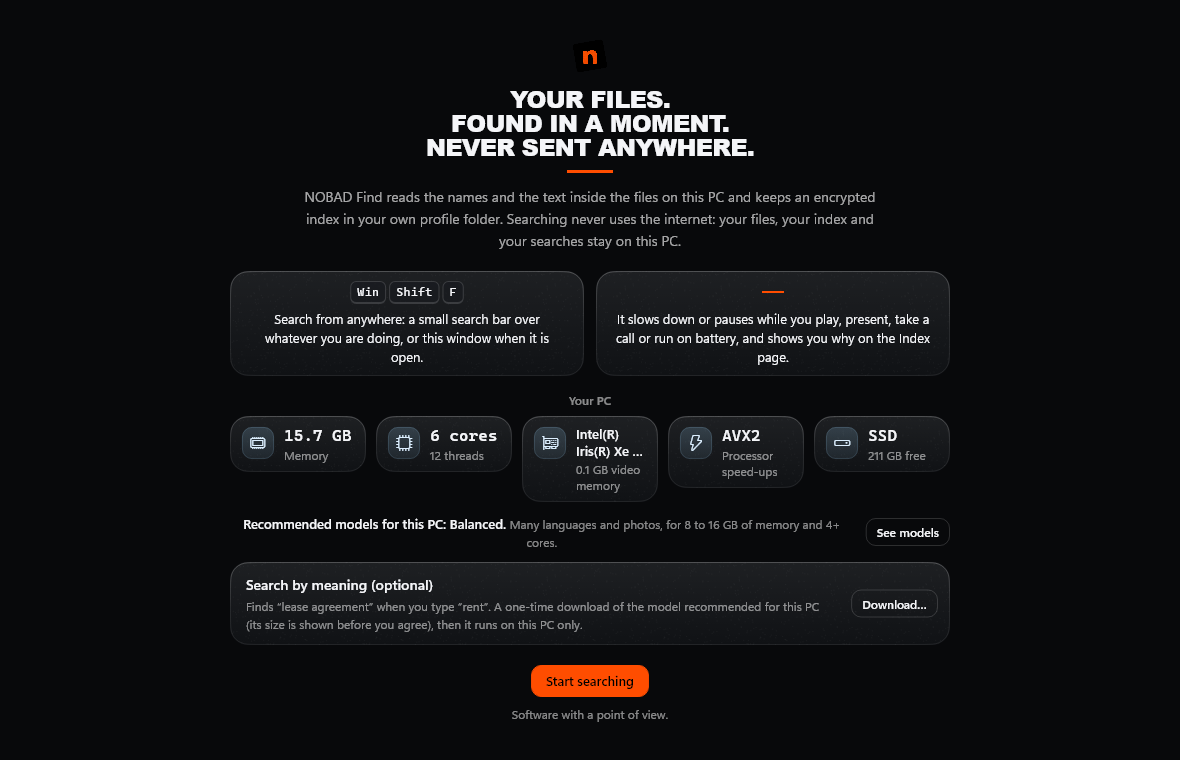 n
YOUR FILES.
FOUND IN A MOMENT.
NEVER SENT ANYWHERE.
NOBAD Find reads the names and the text inside the files on this PC and keeps an encrypted
index in your own profile folder. Searching never uses the internet: your files, your index and
your searches stay on this PC.
Win Shift F
Search from anywhere: a small search bar over
whatever you are doing, or this window when it is
open.
It slows down or pauses while you play, present, take a
call or run on battery, and shows you why on the Index
page.
Your PC
15.7 GB
Memory
6 cores
12 threads
Intel(R)
Iris(R) Xe ...
0.1 GB video
memory
AVX2
Processor
speed-ups
SSD
211 GB free
Recommended models for this PC: Balanced. Many languages and photos, for 8 to 16 GB of memory and 4+
cores.
See models
Search by meaning (optional)
Finds “lease agreement” when you type “rent”. A one-time download of the model recommended for this PC
(its size is shown before you agree), then it runs on this PC only.
Download...
Start searching
Software with a point of view.